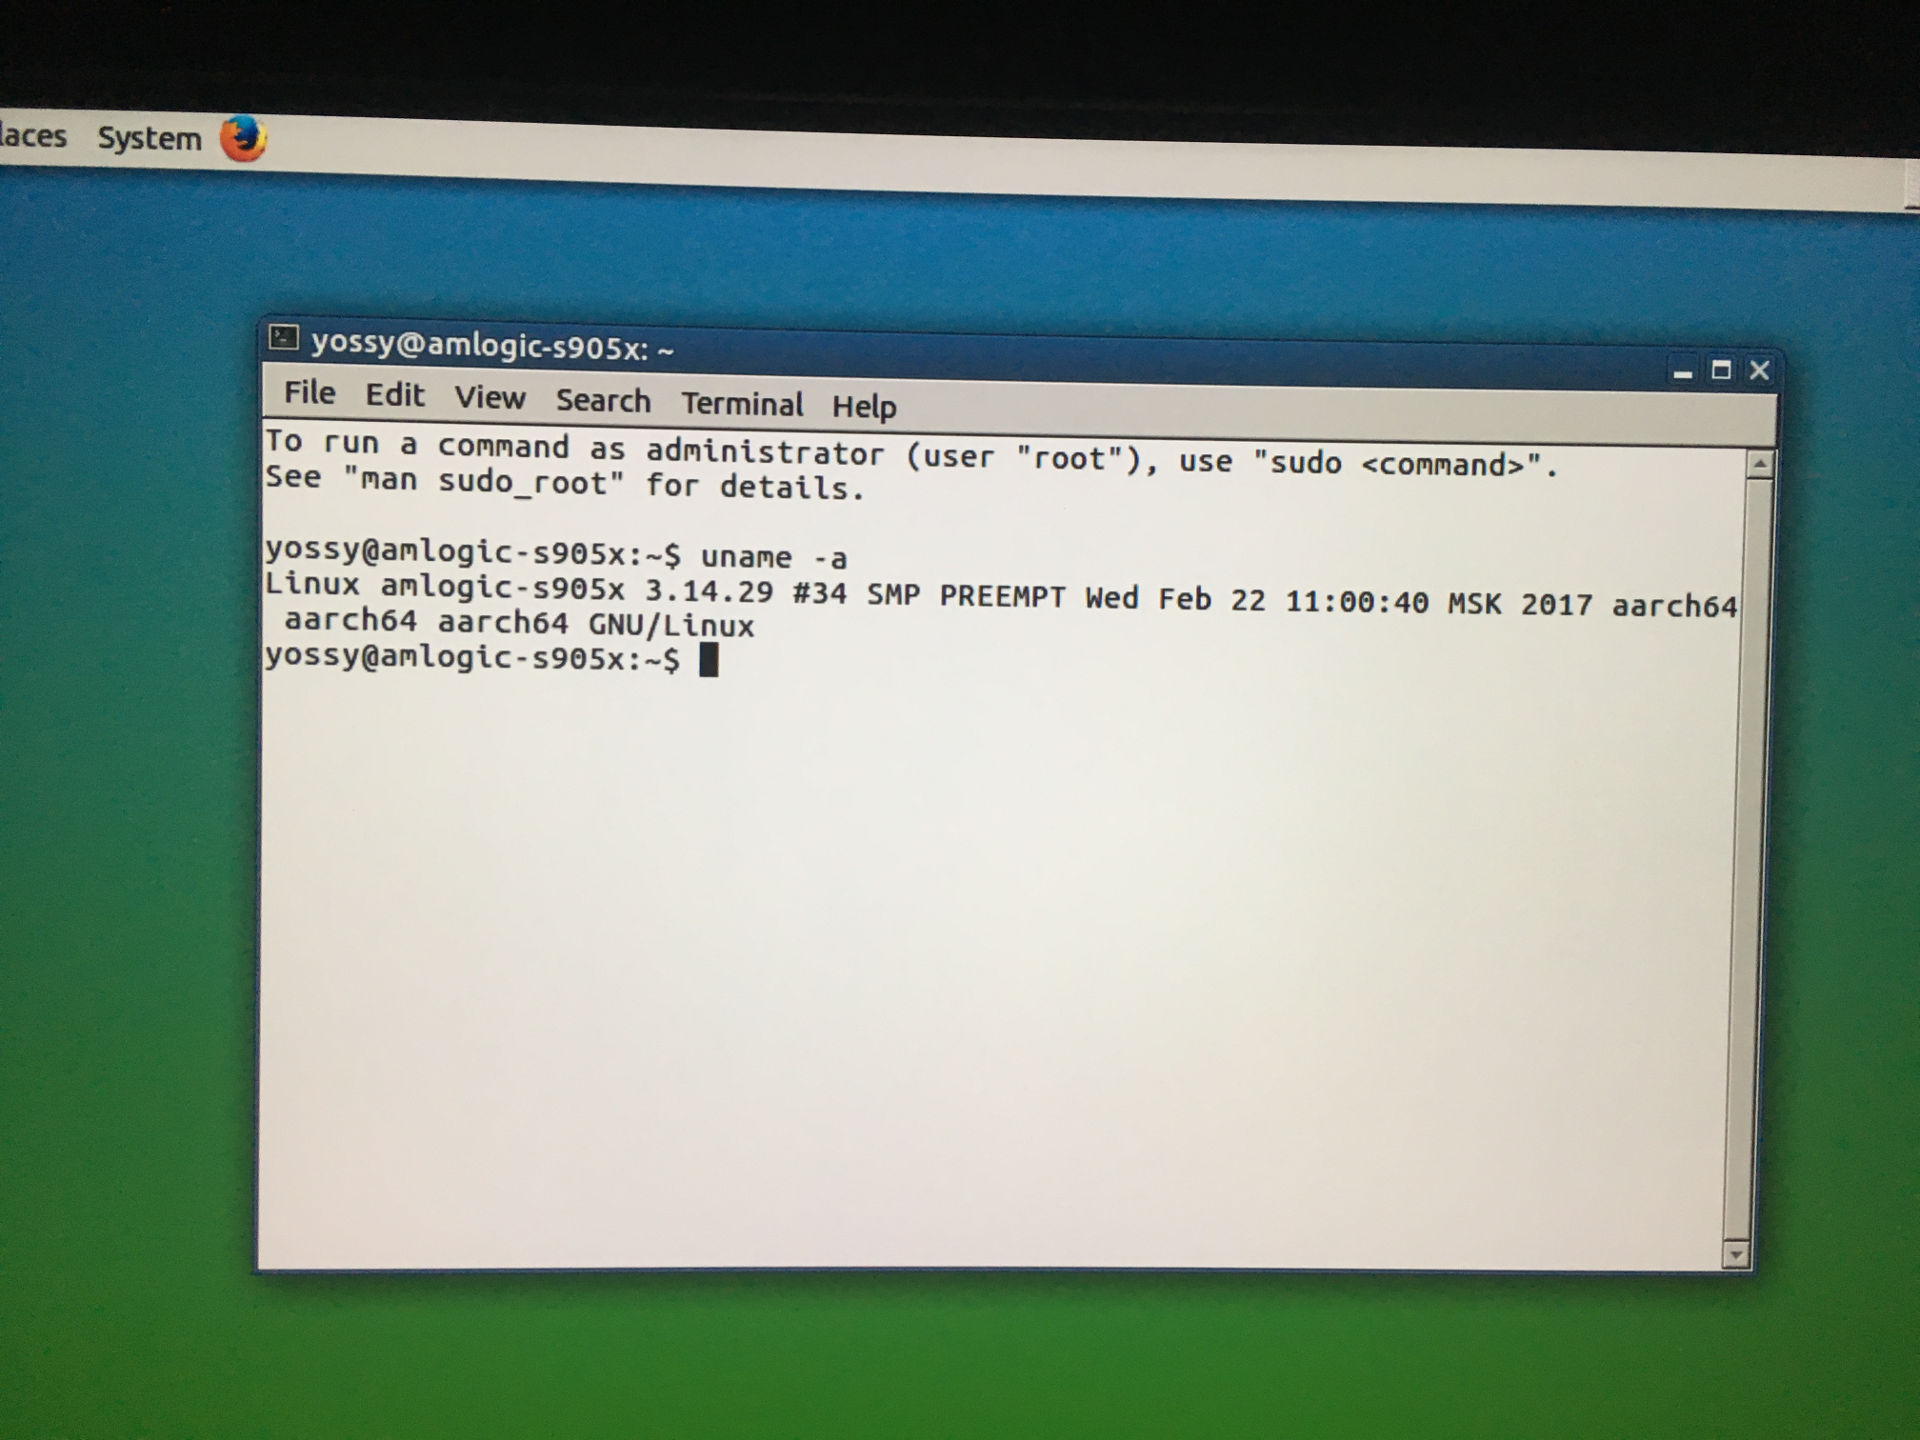 System
yossy@amlogic-s905x: ~
File Edit View Search Terminal Help
To run a command as administrator (user "root"), use "sudo <command>".
See "man sudo_root" for details.
yossy@amlogic-s905x:~$ uname -a
Linux amlogic-s905x 3.14.29 #34 SMP PREEMPT Wed Feb 22 11:00:40 MSK 2017 aarch64
aarch64 aarch64 GNU/Linux
yossy@amlogic-s905x:~$